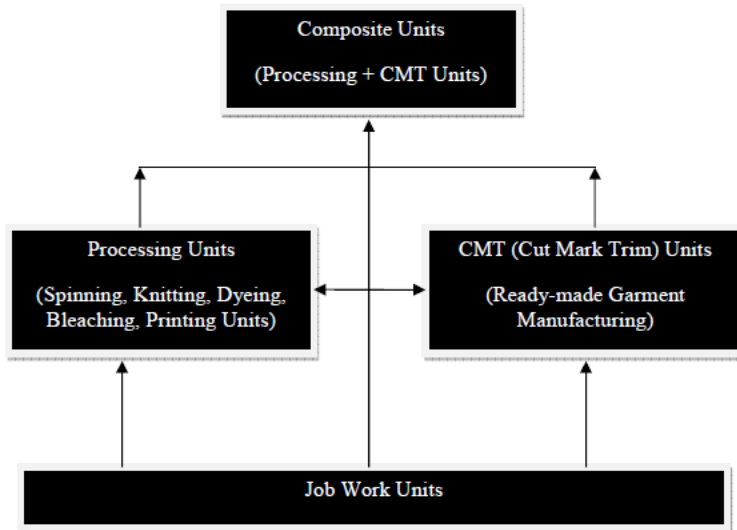 Composite Units
(Processing + CMT Units)
Processing Units
(Spinning, Knitting, Dyeing,
Bleaching, Printing Units)
CMT (Cut Mark Trim) Units
(Ready-made Garment
Manufacturing)
Job Work Units